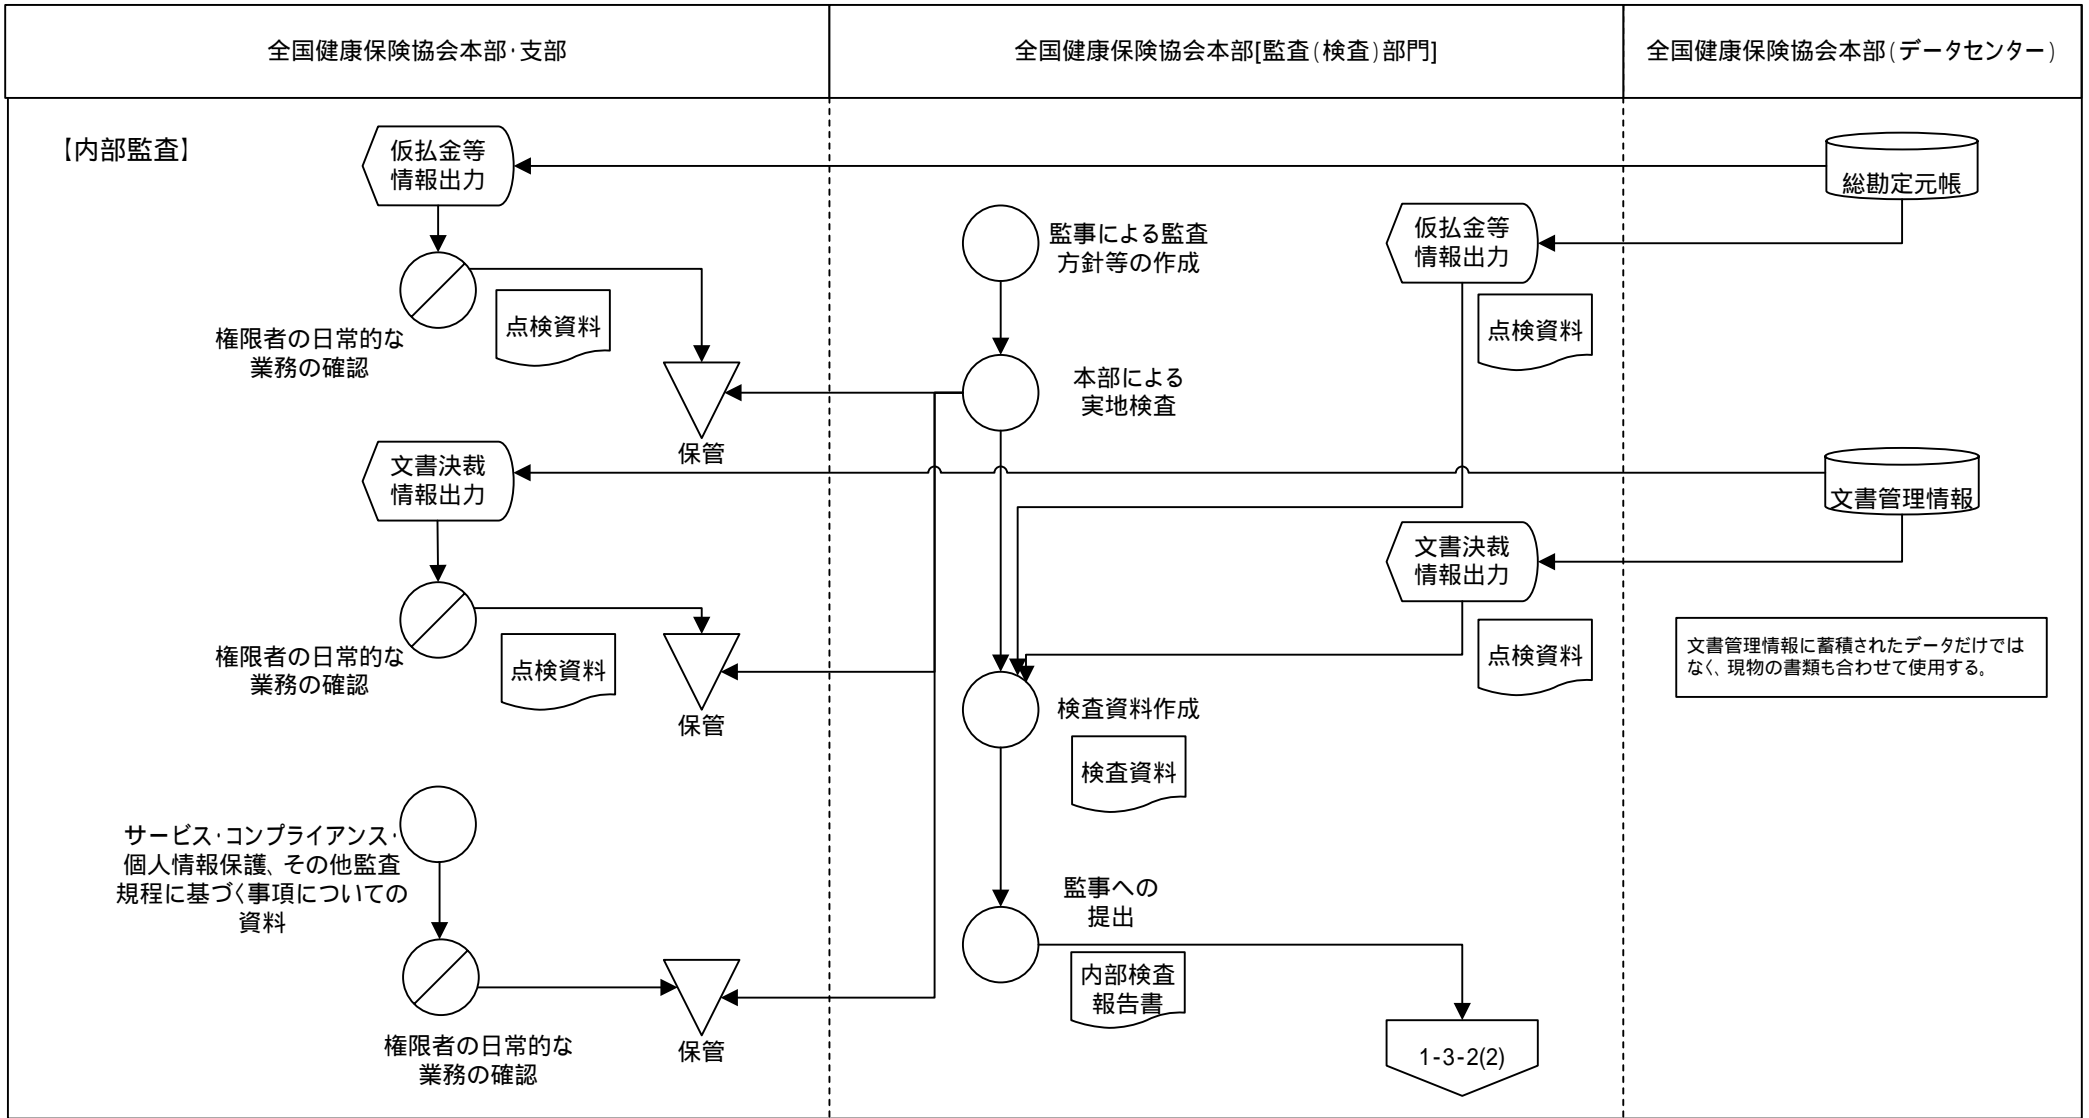 全国健康保険協会本部・支部
全国健康保険協会本部[監査(検査)部門]
全国健康保険協会本部(データセンター)
【内部監査】
仮払金等
情報出力
総勘定元帳
監事による監査
方針等の作成
仮払金等
情報出力
点検資料
点検資料
権限者の日常的な
業務の確認
本部による
実地検査
保管
文書決裁
情報出力
文書管理情報
文書決裁
情報出力
点検資料
権限者の日常的な
業務の確認
点検資料
保管
文書管理情報に蓄積されたデータだけでは
なく、現物の書類も合わせて使用する。
検査資料作成
検査資料
サービス・コンプライアンス・
個人情報保護、その他監査
規程に基づく事項についての
資料
監事への
提出
内部検査
報告書
権限者の日常的な
業務の確認
保管
1-3-2(2)